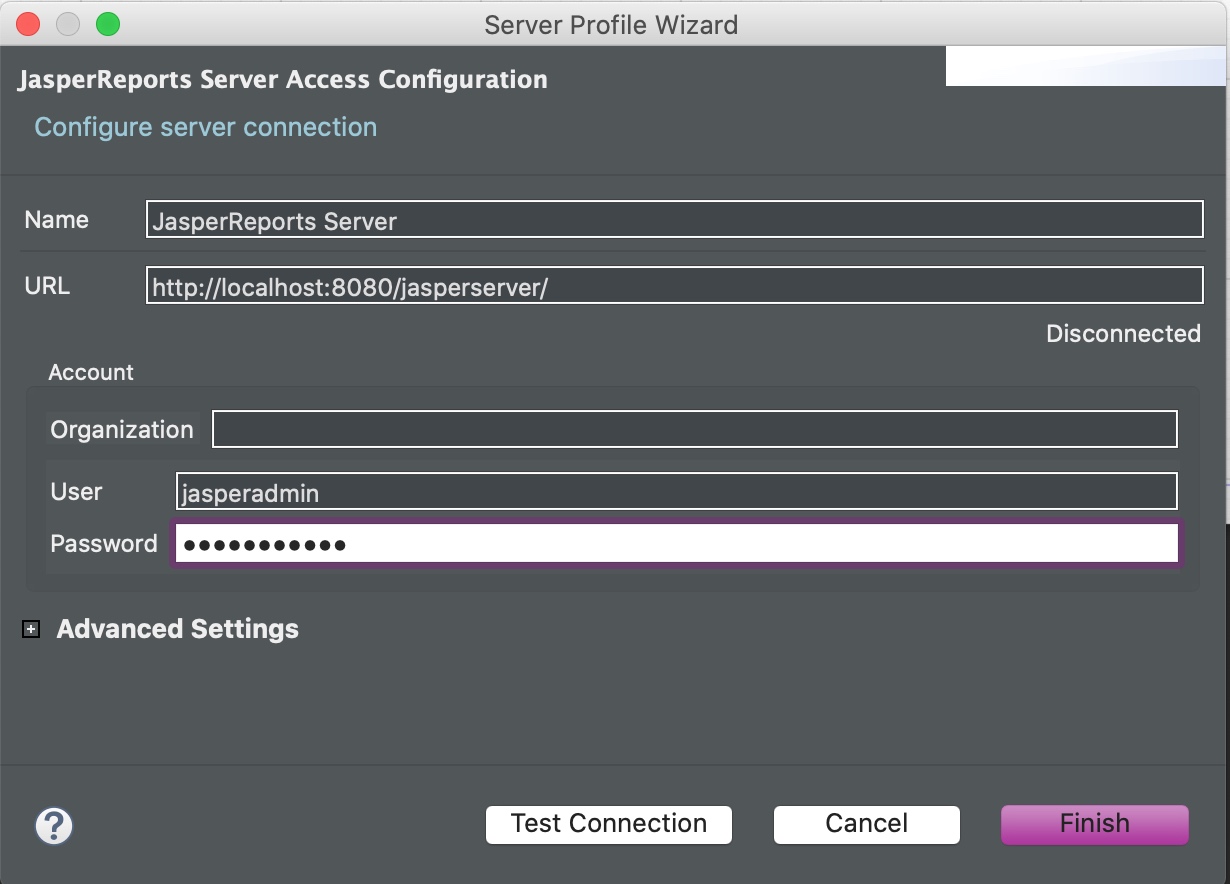 Server Profile Wizard
JasperReports Server Access Configuration
Configure server connection
Name JasperReports Server
URL http://localhost:8080/jasperserver/
Disconnected
Account
Organization
User jasperadmin
Password ●●●●●●●●●●●
+ Advanced Settings
? Test Connection Cancel Finish